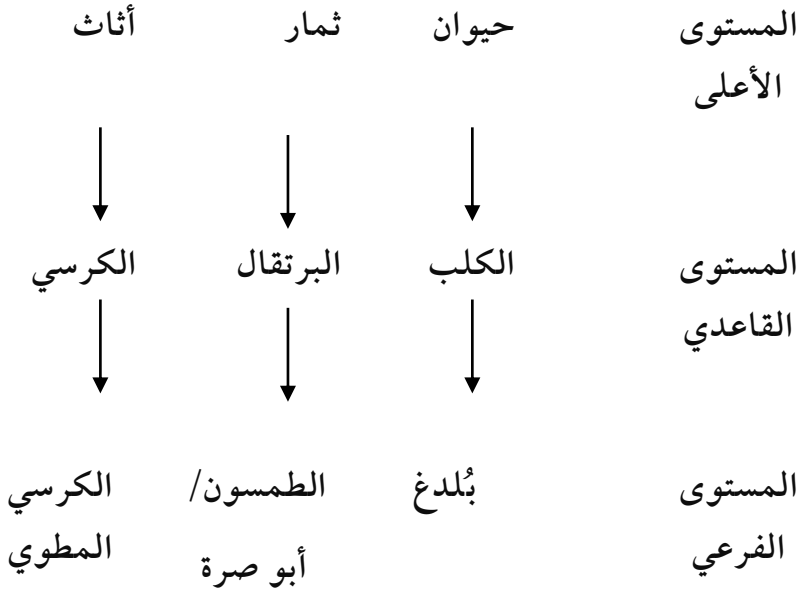 المستوى حيوان ثمار أثاث
الأعلى
المستوى الكلب البرتقال الكرسي
القاعدي
المستوى بُلدغ الطمسون/ الكرسي
الفرعي أبو صرة المطوي